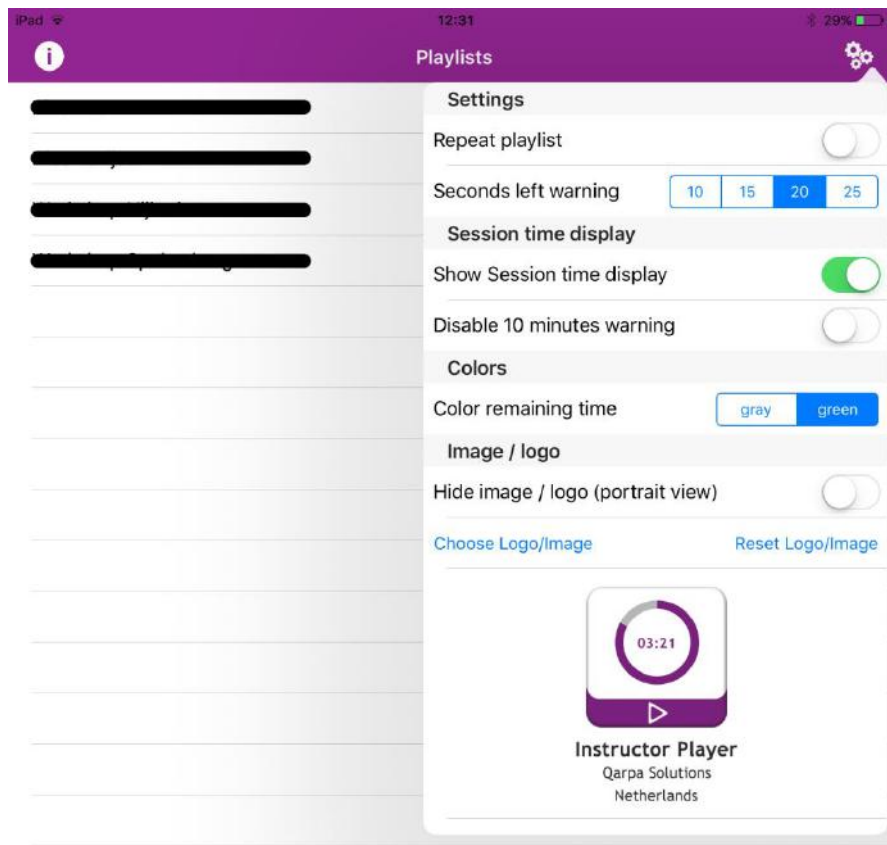 iPad 12:31 29%
i Playlists
Settings
Repeat playlist
Seconds left warning 10 15 20 25
Session time display
Show Session time display
Disable 10 minutes warning
Colors
Color remaining time gray green
Image / logo
Hide image / logo (portrait view)
Choose Logo/Image Reset Logo/Image
03:21
Instructor Player
Qarpa Solutions
Netherlands